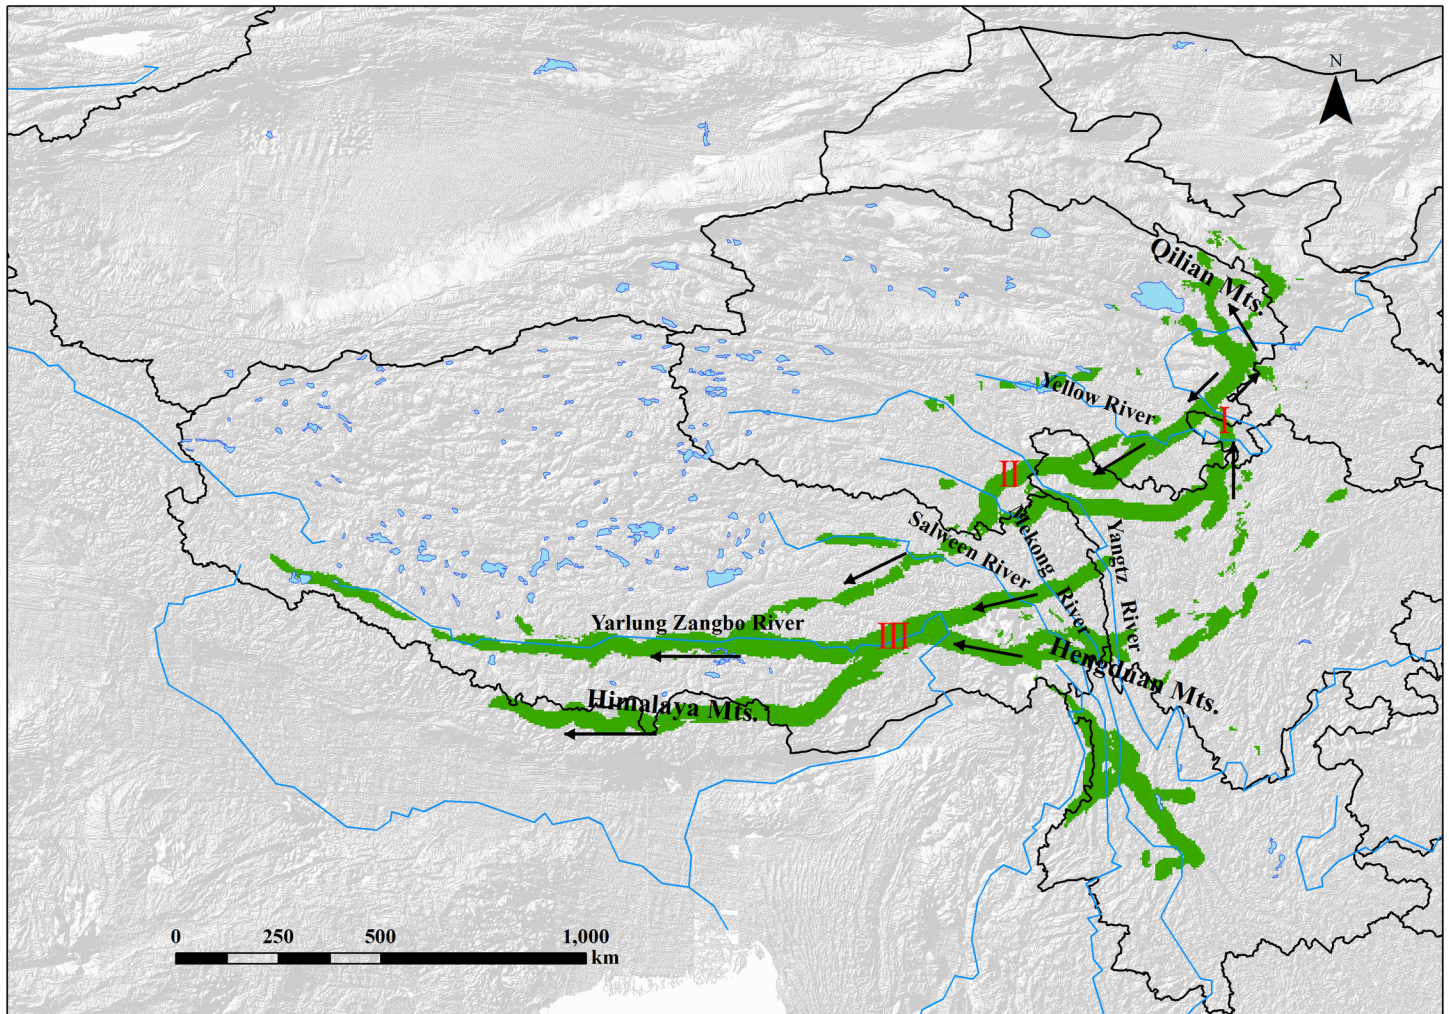 N
Qilian Mts.
Yellow River
I
II
Mekong River
Salween River
Yangtz River
Yarlung Zangbo River
III
Hengduan Mts.
Himalaya Mts.
0 250 500 1,000
km